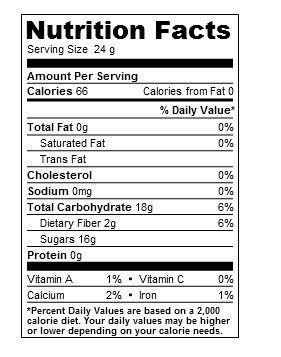 Nutrition Facts
Serving Size 24 g
Amount Per Serving
Calories 66 Calories from Fat 0
% Daily Value*
Total Fat 0g 0%
Saturated Fat 0%
Trans Fat
Cholesterol 0%
Sodium 0mg 0%
Total Carbohydrate 18g 6%
Dietary Fiber 2g 6%
Sugars 16g
Protein 0g
Vitamin A 1% • Vitamin C 0%
Calcium 2% • Iron 1%
*Percent Daily Values are based on a 2,000
calorie diet. Your daily values may be higher
or lower depending on your calorie needs.